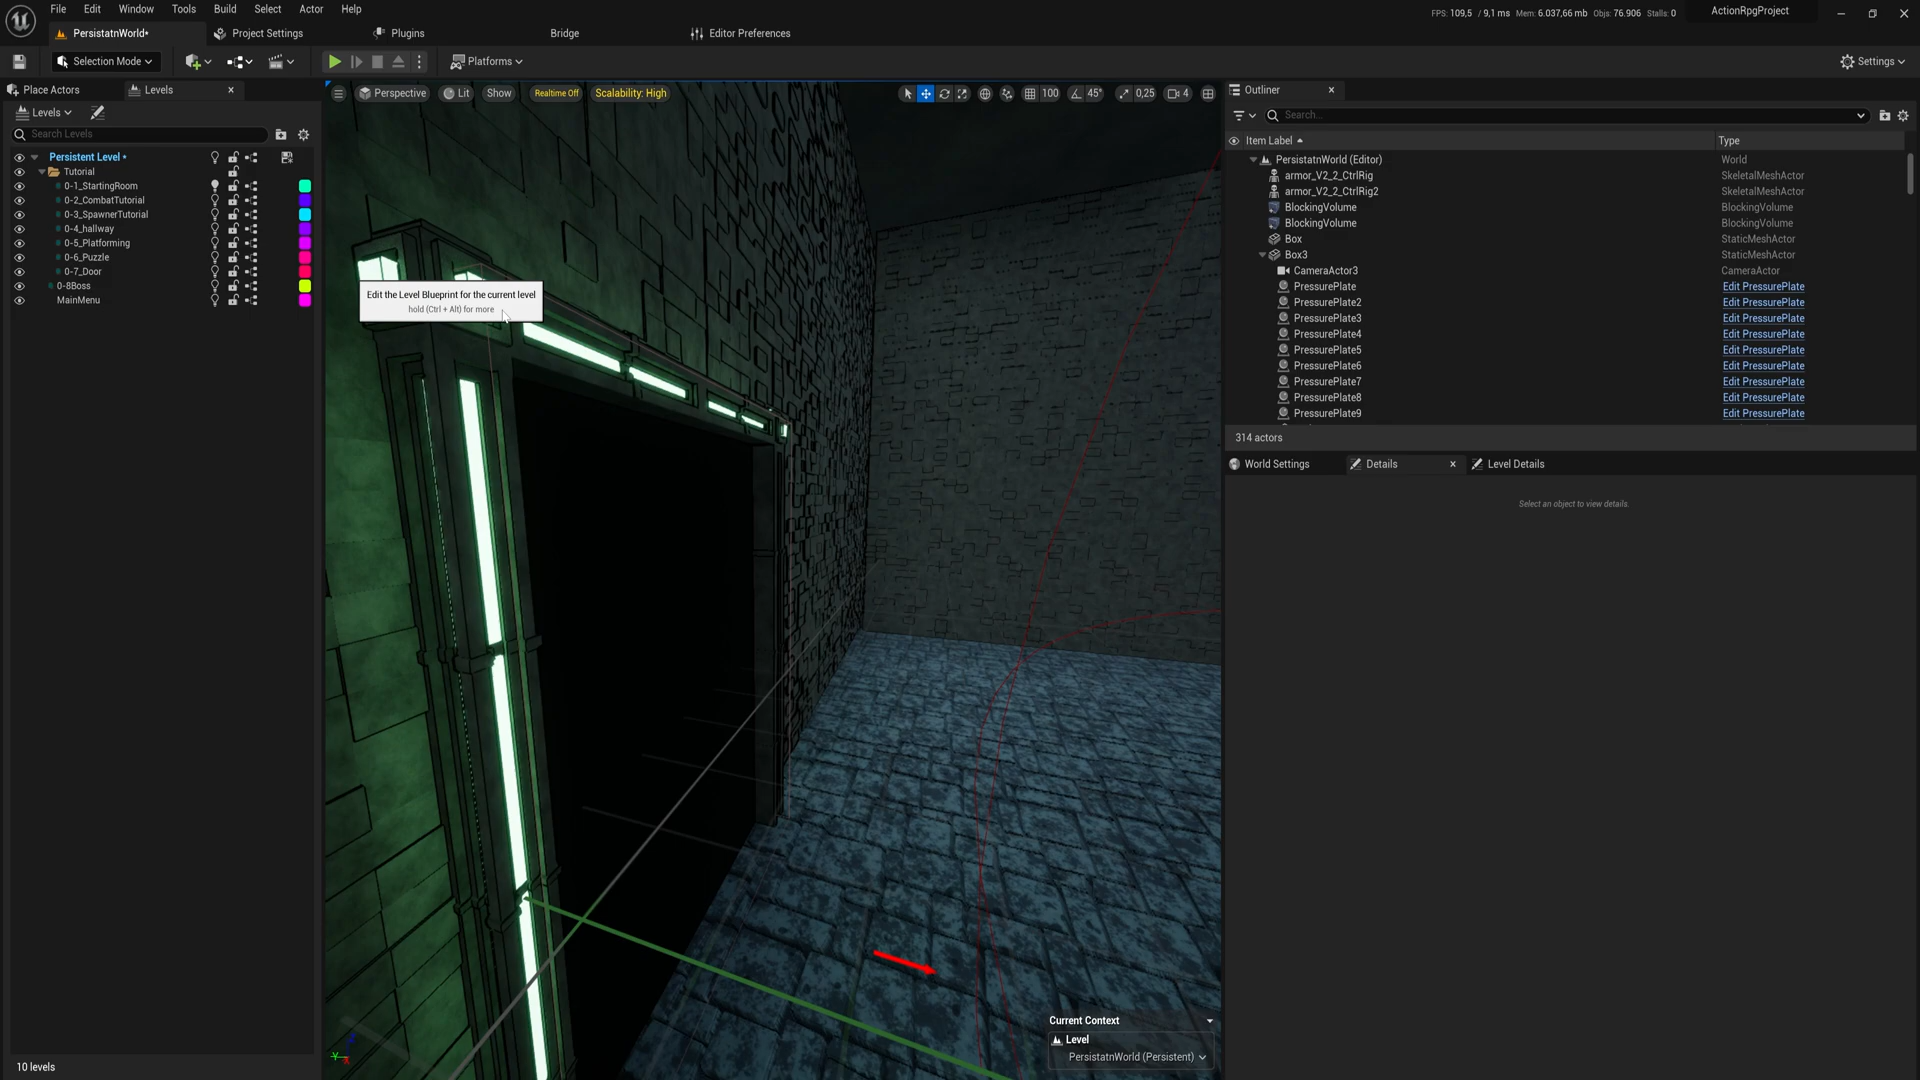 File Edit Window Tools Build Select Actor Help
FPS: 109,5 / 9,1 ms Mem: 6.037,66 mb Objs: 76.906 Stalls: 0
ActionRpgProject
PersistatnWorld*
Project Settings
Plugins
Bridge
Editor Preferences
Selection Mode
Platforms
Settings
Place Actors
Levels
Levels
Search Levels
Persistent Level *
Tutorial
0-1_StartingRoom
0-2_CombatTutorial
0-3_SpawnerTutorial
0-4_hallway
0-5_Platforming
0-6_Puzzle
0-7_Door
0-8Boss
MainMenu
10 levels
Perspective
Lit
Show
Realtime Off
Scalability: High
100
45°
0,25
4
Edit the Level Blueprint for the current level
hold (Ctrl + Alt) for more
Current Context
Level
PersistatnWorld (Persistent)
Outliner
Search...
Item Label Type
PersistatnWorld (Editor) World
armor_V2_2_CtrlRig SkeletalMeshActor
armor_V2_2_CtrlRig2 SkeletalMeshActor
BlockingVolume BlockingVolume
BlockingVolume BlockingVolume
Box StaticMeshActor
Box3 StaticMeshActor
CameraActor3 CameraActor
PressurePlate Edit PressurePlate
PressurePlate2 Edit PressurePlate
PressurePlate3 Edit PressurePlate
PressurePlate4 Edit PressurePlate
PressurePlate5 Edit PressurePlate
PressurePlate6 Edit PressurePlate
PressurePlate7 Edit PressurePlate
PressurePlate8 Edit PressurePlate
PressurePlate9 Edit PressurePlate
314 actors
World Settings
Details
Level Details
Select an object to view details.